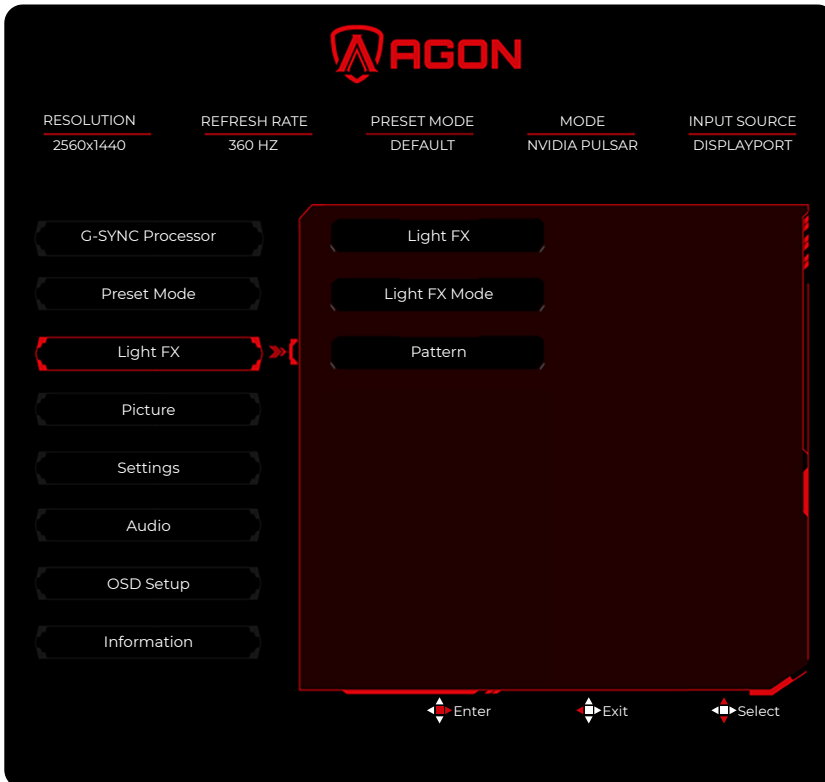 AGON
RESOLUTION REFRESH RATE PRESET MODE MODE INPUT SOURCE
2560x1440 360 HZ DEFAULT NVIDIA PULSAR DISPLAYPORT
G-SYNC Processor
Light FX
Preset Mode
Light FX Mode
Light FX
Pattern
Picture
Settings
Audio
OSD Setup
Information
Enter Exit Select